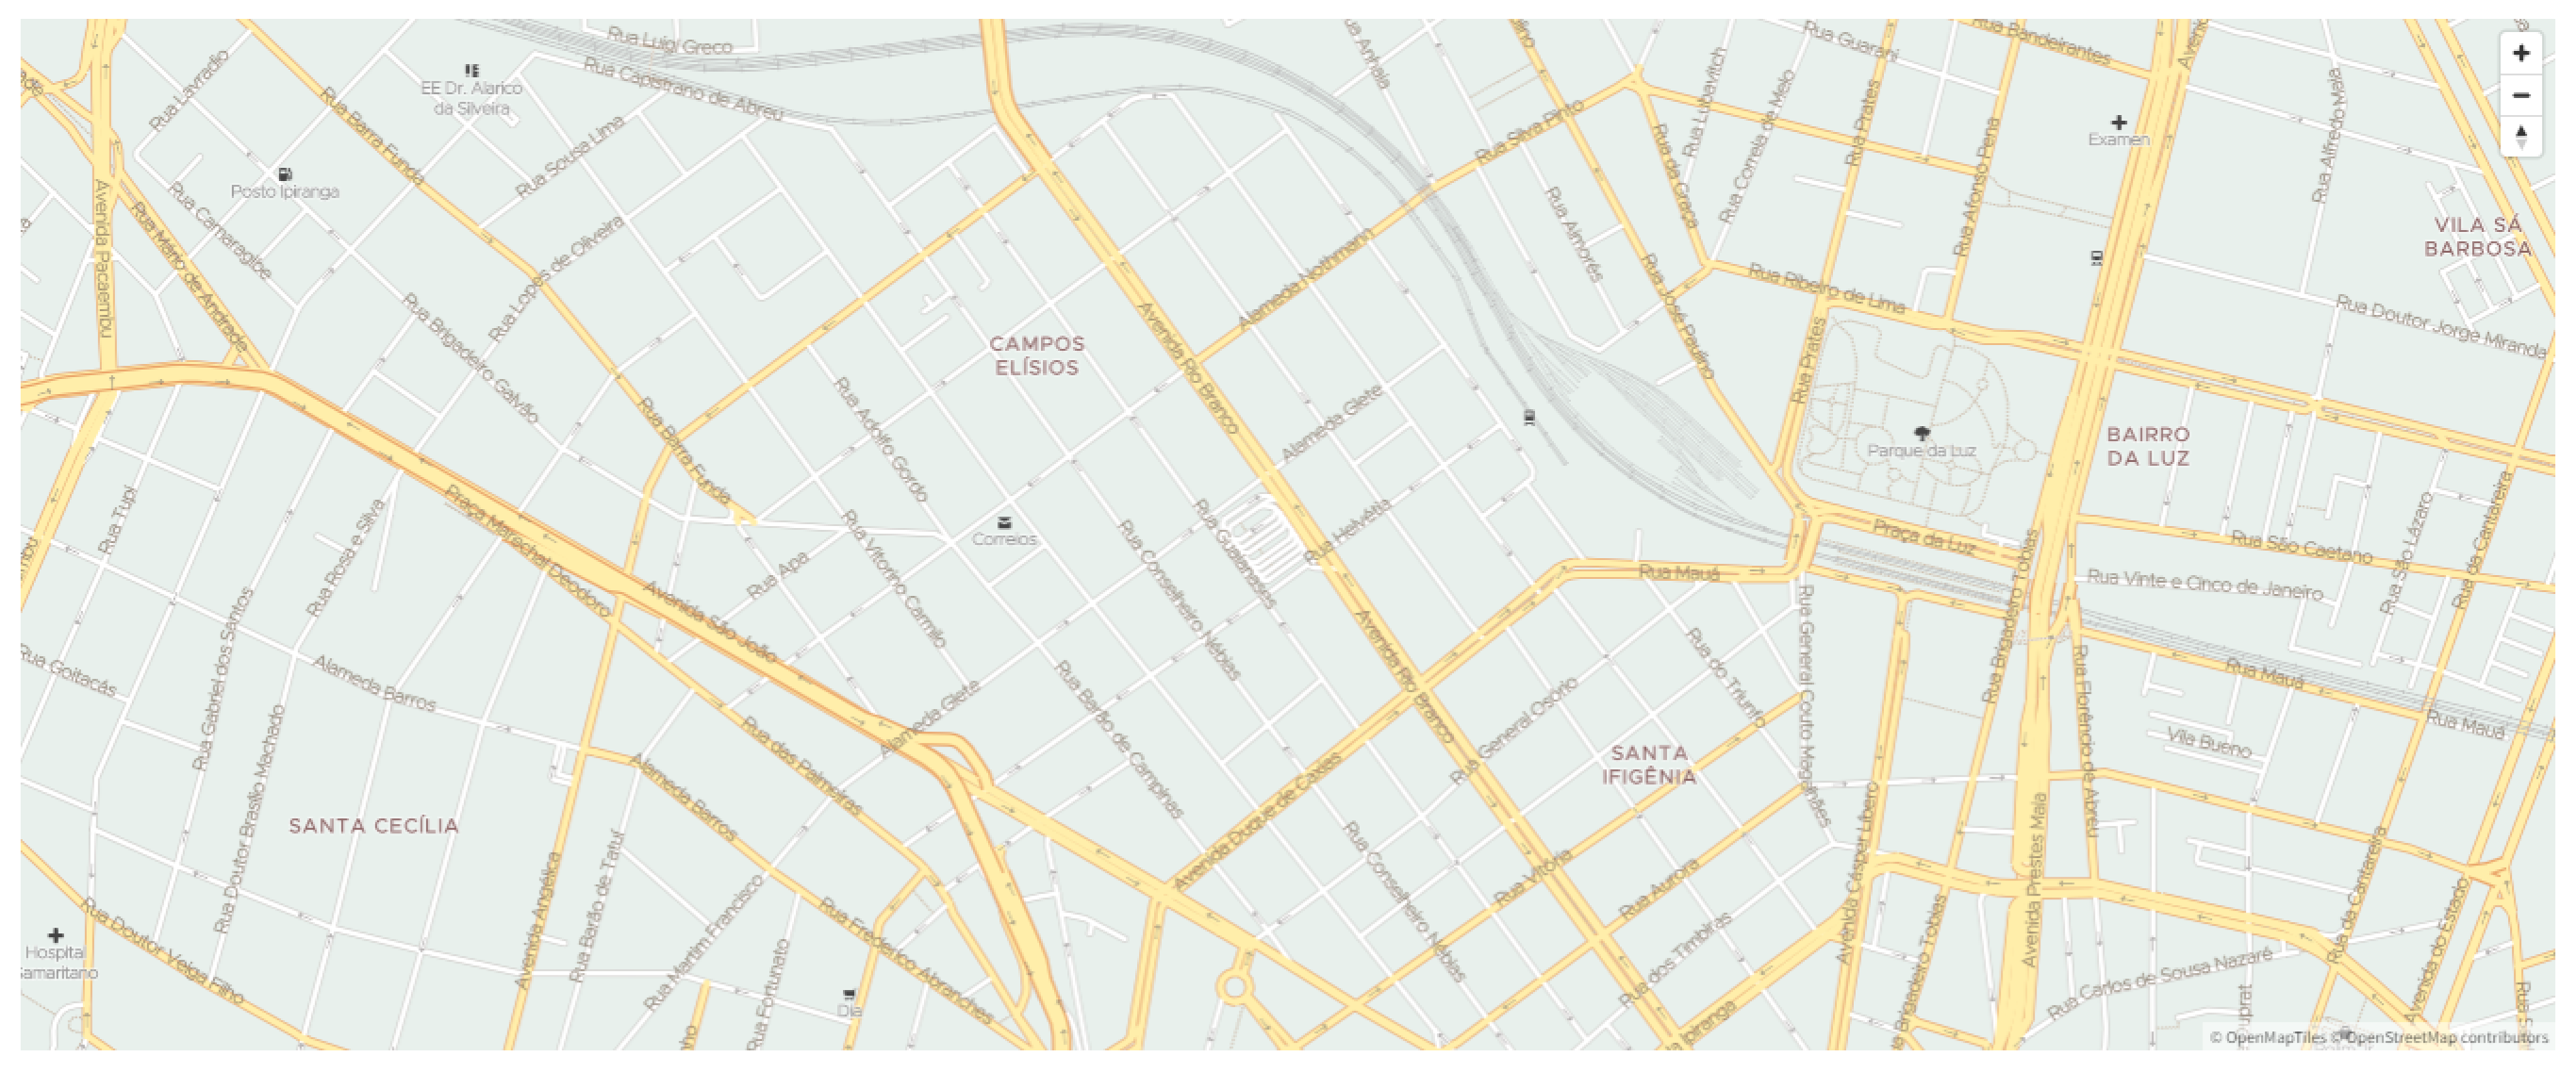 Rua Luigi Greco
Rua Capistrano de Abreu
Rua Anhaia
Rua Guarani
Rua Bandeirantes
Rua Lavradio
EE Dr. Alarico
da Silveira
Rua Barra Funda
Rua Sousa Lima
Rua Silva Pinto
Rua Lubavitch
Rua Correia de Melo
Rua Prates
Rua Afonso Pena
Examen
Rua Alfredo Maia
Posto Ipiranga
Rua Camaragibe
Avenida Pacaembu
Rua Mário de Andrade
Rua da Graça
Rua Almorés
VILA SÁ
BARBOSA
Rua Lopes de Oliveira
Alameda Nothmann
Rua José Paulino
Rua Ribeiro de Lima
Rua Brigadeiro Galvão
Avenida Rio Branco
CAMPOS
ELÍSIOS
Rua Prates
Rua Doutor Jorge Miranda
Rua Barra Funda
Rua Adolfo Gordo
Alameda Glete
Parque da Luz
BAIRRO
DA LUZ
Rua Tupi
Rua Rosa e Silva
Praça Marechal Deodoro
Rua Vitorino Carmilo
Correios
Rua Guaianases
Rua Helvétia
Praça da Luz
Rua São Caetano
Rua São Lázaro
Rua da Cantareira
Rua Apa
Avenida São João
Rua Conselheiro Nébias
Rua Mauá
Rua Vinte e Cinco de Janeiro
Rua Goitacás
Rua Gabriel dos Santos
Alameda Barros
Rua Barão de Campinas
Avenida Rio Branco
Rua do Triunfo
Rua General Couto Magalhães
Rua Brigadeiro Tobias
Rua Florêncio de Abreu
Rua Mauá
Rua Mauá
Rua Doutor Brasílio Machado
Alameda Glete
Rua das Palmeiras
Rua General Osório
SANTA
IFIGÊNIA
Vila Bueno
SANTA CECÍLIA
Alameda Barros
Avenida Duque de Caxias
Rua Conselheiro Nébias
Rua Vitória
Rua Aurora
Avenida Cásper Líbero
Avenida Prestes Maia
Rua da Cantareira
Avenida do Estado
Hospital
Samaritano
Rua Doutor Veiga Filho
Avenida Angélica
Rua Barão de Tatuí
Rua Martim Francisco
Rua Fortunato
Rua Frederico Abranches
Dia
Rua dos Timbiras
Ipiranga
Brigadeiro Tobias
Rua Carlos de Sousa Nazaré
© OpenMapTiles © OpenStreetMap contributors